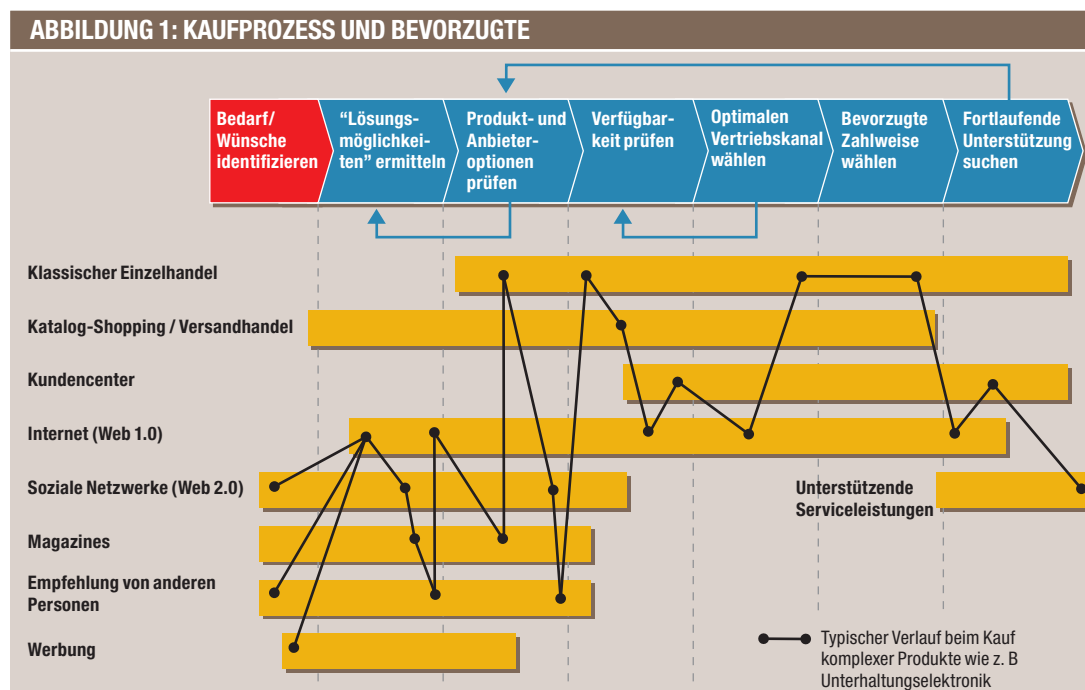 ABBILDUNG 1: KAUFPROZESS UND BEVORZUGTE
Bedarf/
Wünsche
identifizieren
“Lösungs-
möglichkei-
ten” ermitteln
Produkt- und
Anbieter-
optionen
prüfen
Verfügbar-
keit prüfen
Optimalen
Vertriebskanal
wählen
Bevorzugte
Zahlweise
wählen
Fortlaufende
Unterstützung
suchen
Klassischer Einzelhandel
Katalog-Shopping / Versandhandel
Kundencenter
Internet (Web 1.0)
Soziale Netzwerke (Web 2.0)
Unterstützende
Serviceleistungen
Magazines
Empfehlung von anderen
Personen
Werbung
Typischer Verlauf beim Kauf
komplexer Produkte wie z. B
Unterhaltungselektronik